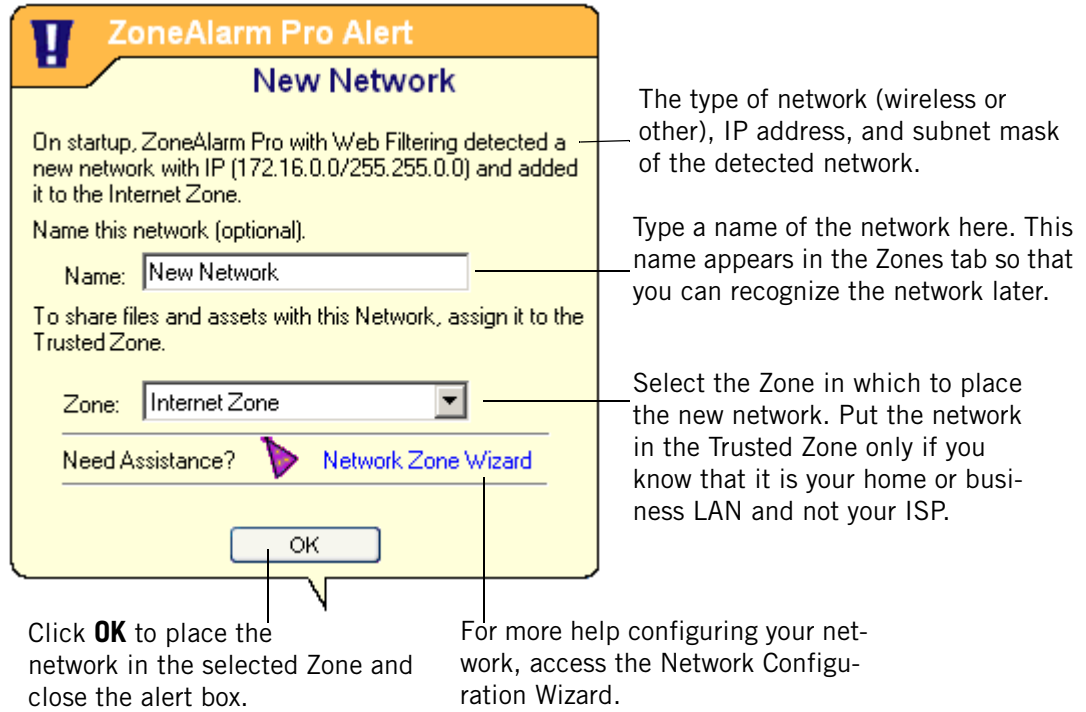 ZoneAlarm Pro Alert
New Network
On startup, ZoneAlarm Pro with Web Filtering detected a
new network with IP (172.16.0.0/255.255.0.0) and added
it to the Internet Zone.
Name this network (optional).
Name: New Network
To share files and assets with this Network, assign it to the
Trusted Zone.
Zone: Internet Zone
Need Assistance? Network Zone Wizard
OK
The type of network (wireless or
other), IP address, and subnet mask
of the detected network.
Type a name of the network here. This
name appears in the Zones tab so that
you can recognize the network later.
Select the Zone in which to place
the new network. Put the network
in the Trusted Zone only if you
know that it is your home or busi-
ness LAN and not your ISP.
Click OK to place the
network in the selected Zone and
close the alert box.
For more help configuring your net-
work, access the Network Configu-
ration Wizard.